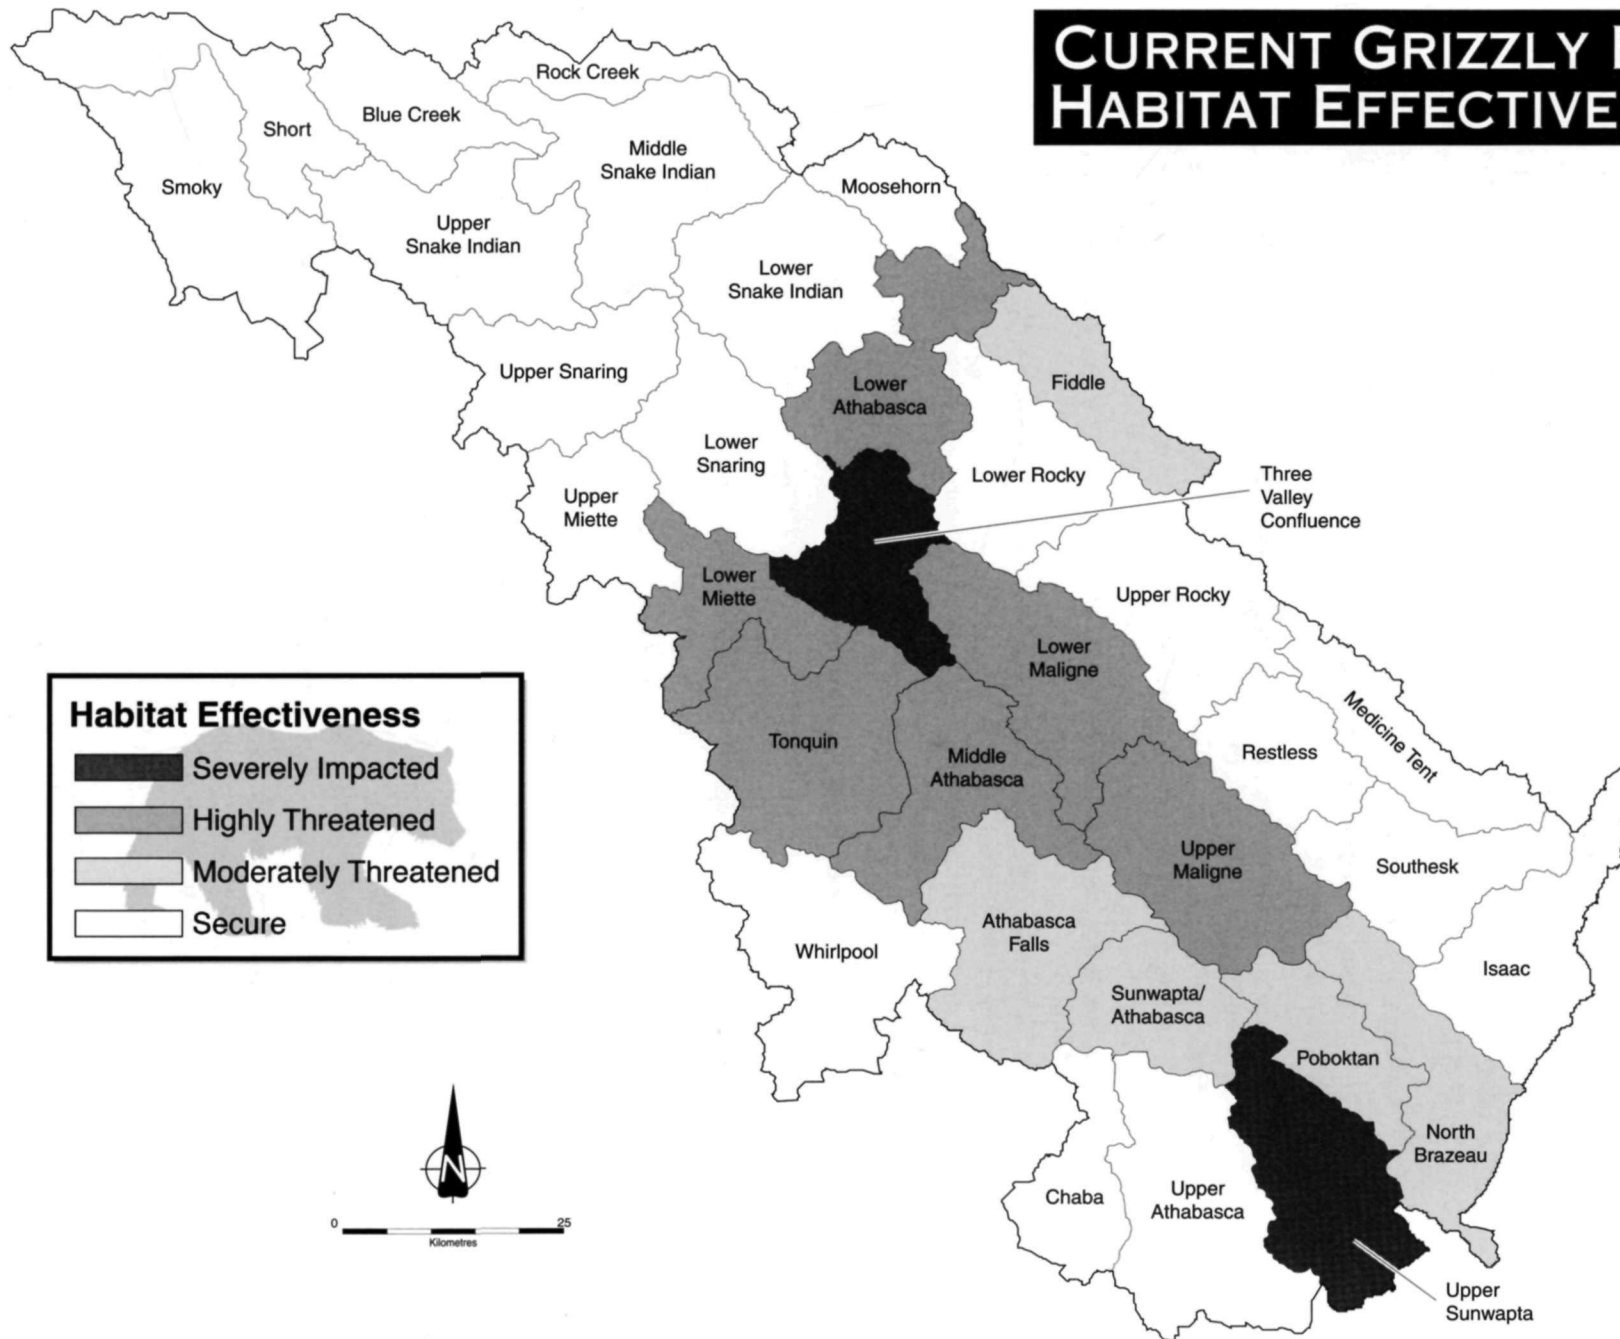 CURRENT GRIZZLY
HABITAT EFFECTIVE
Rock Creek
Blue Creek
Short
Middle
Snake Indian
Smoky
Moosehorn
Upper
Snake Indian
Lower
Snake Indian
Upper Snaring
Fiddle
Lower
Athabasca
Lower
Snaring
Lower Rocky
Three
Valley
Confluence
Upper
Miette
Lower
Miette
Upper Rocky
Lower
Maligne
Medicine Tent
Restless
Tonquin
Middle
Athabasca
Upper
Maligne
Southesk
Athabasca
Falls
Whirlpool
Isaac
Sunwapta/
Athabasca
Poboktan
North
Brazeau
Chaba
Upper
Athabasca
Upper
Sunwapta
Habitat Effectiveness
Severely Impacted
Highly Threatened
Moderately Threatened
Secure
N
0 25
Kilometres